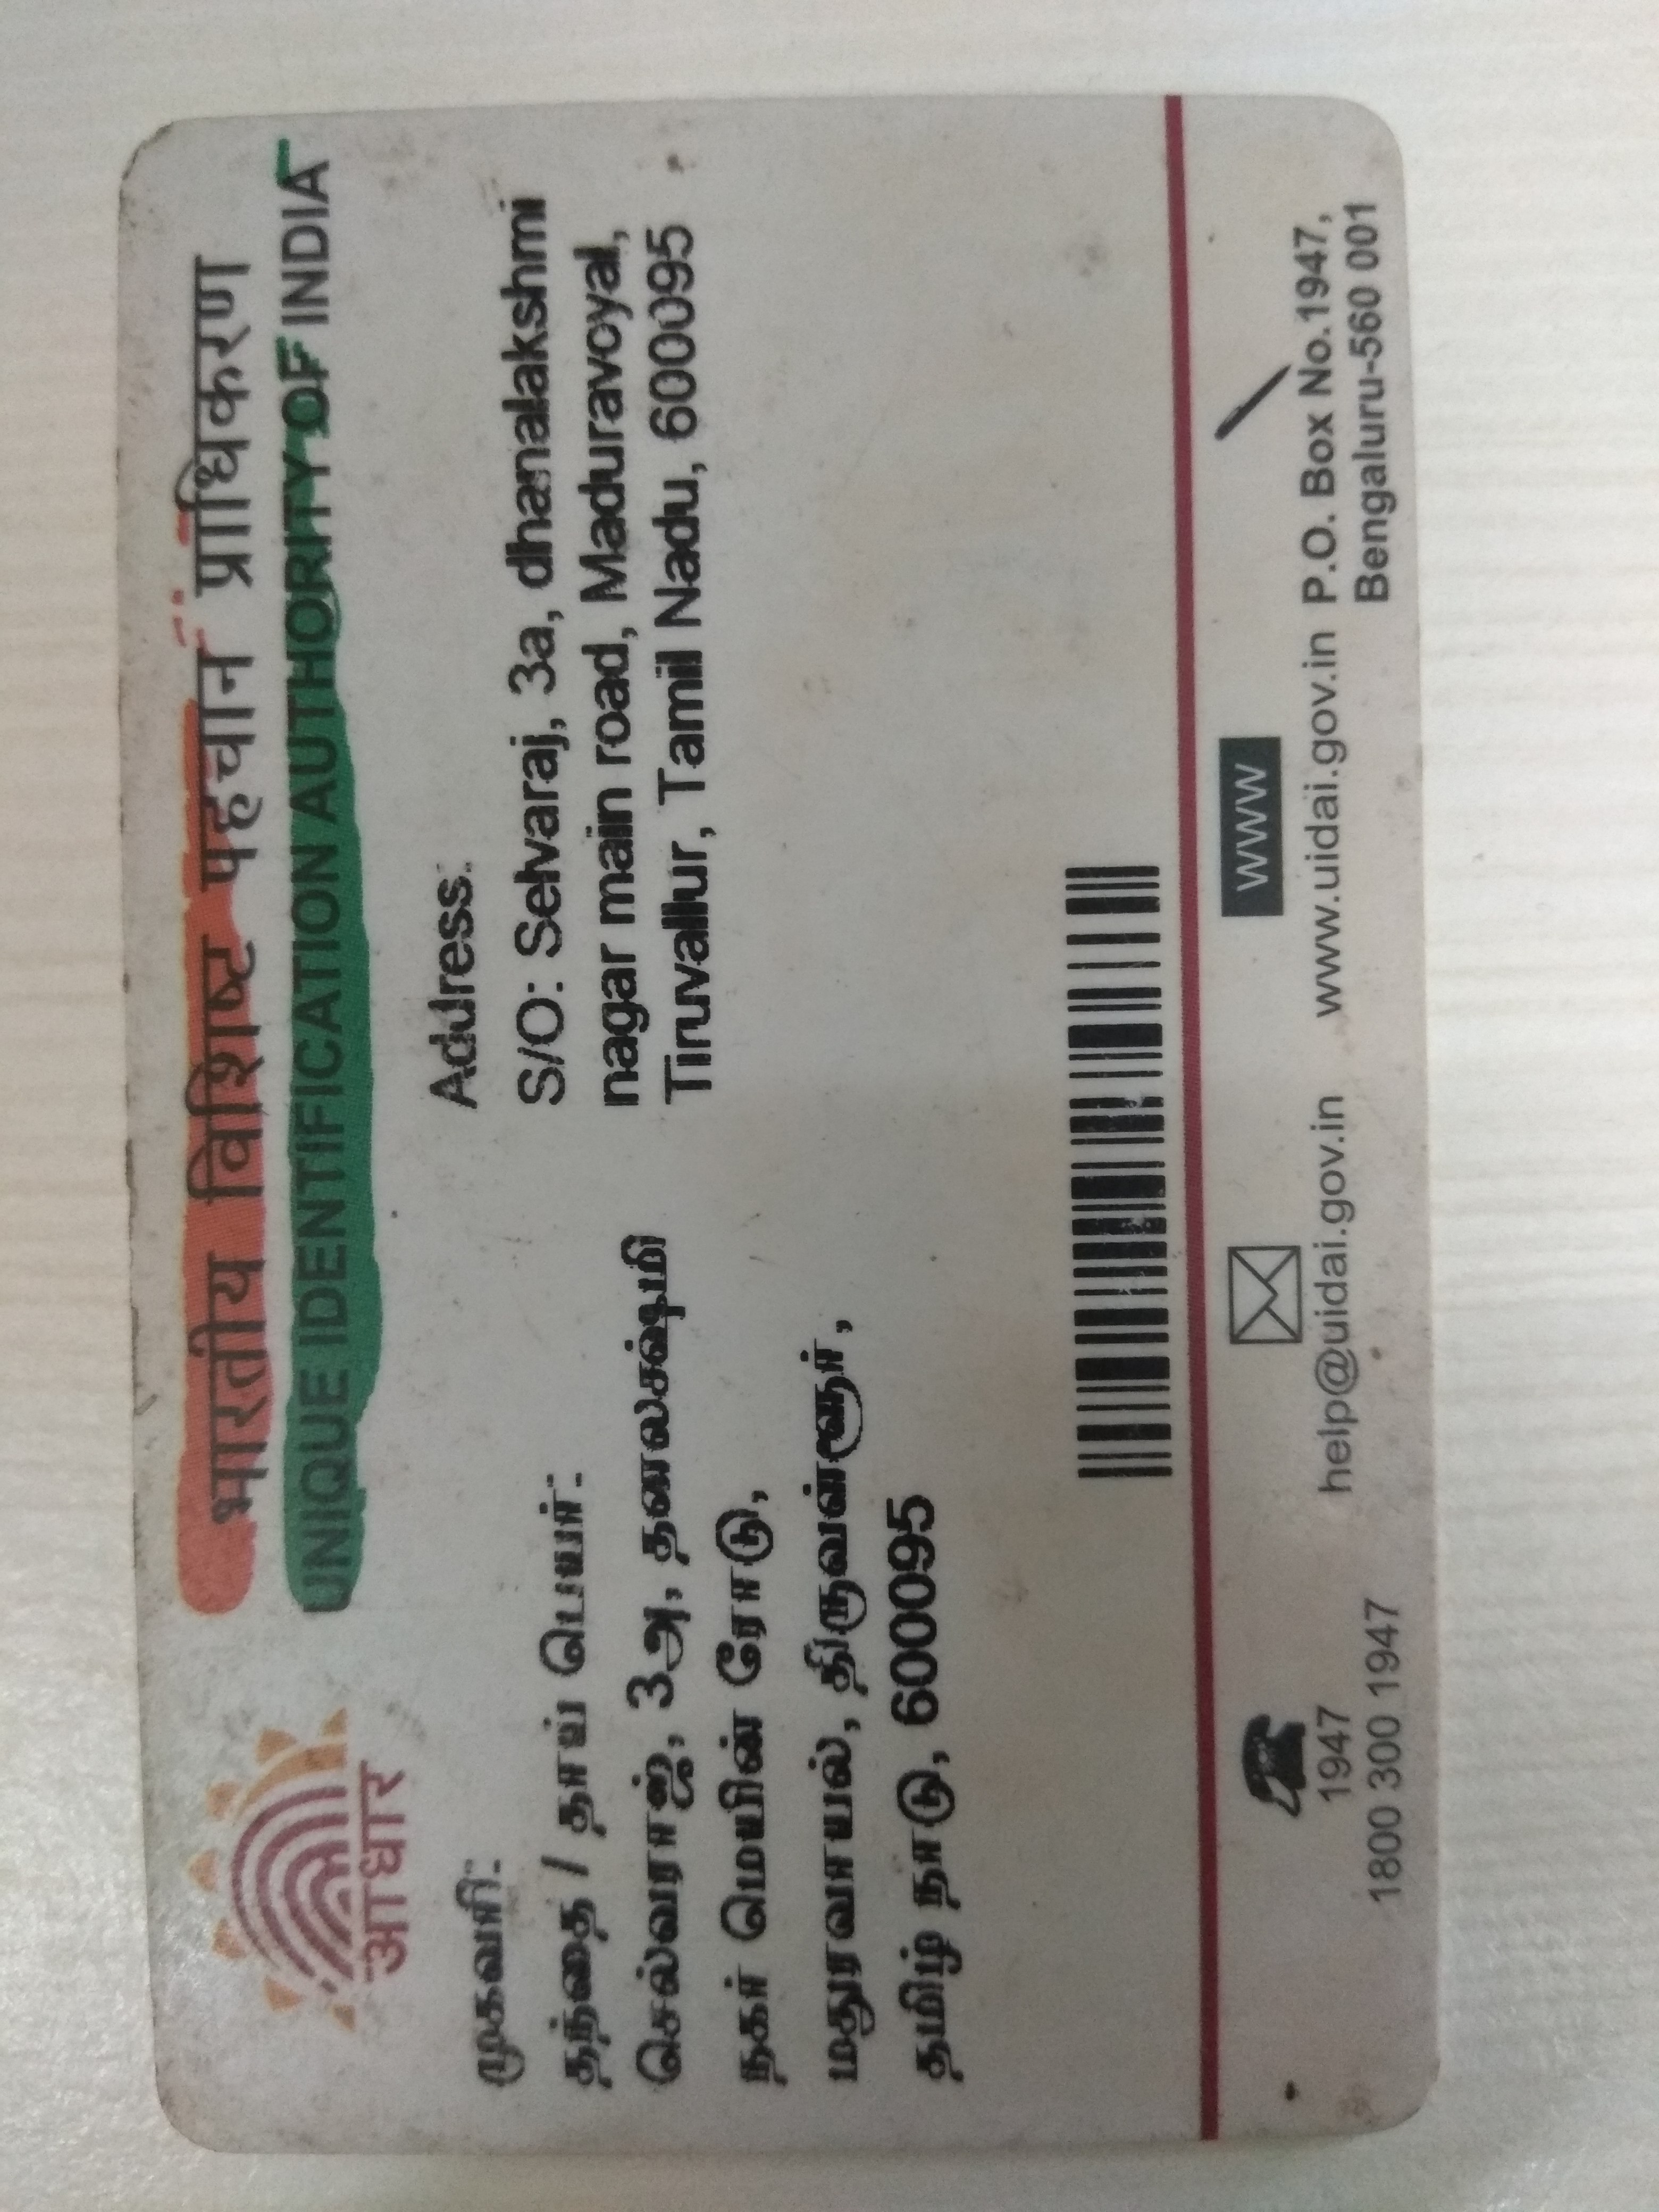 भारतीय विशिष्ट पहचान प्राधिकरण
UNIQUE IDENTIFICATION AUTHORITY OF INDIA
आधार
முகவரி:
தந்தை / தாய் பெயர்:
செல்வராஜ், 3அ, தனலசக்ஷ்மி
நகர் மெயின் ரோடு,
மதுரவாயல், திருவள்ளூர்,
தமிழ் நாடு, 600095
Address:
S/O: Selvaraj, 3a, dhanalakshmi
nagar main road, Maduravoyal,
Tiruvallur, Tamil Nadu, 600095
1947
1800 300 1947
help@uidai.gov.in
WWW
www.uidai.gov.in
P.O. Box No.1947,
Bengaluru-560 001